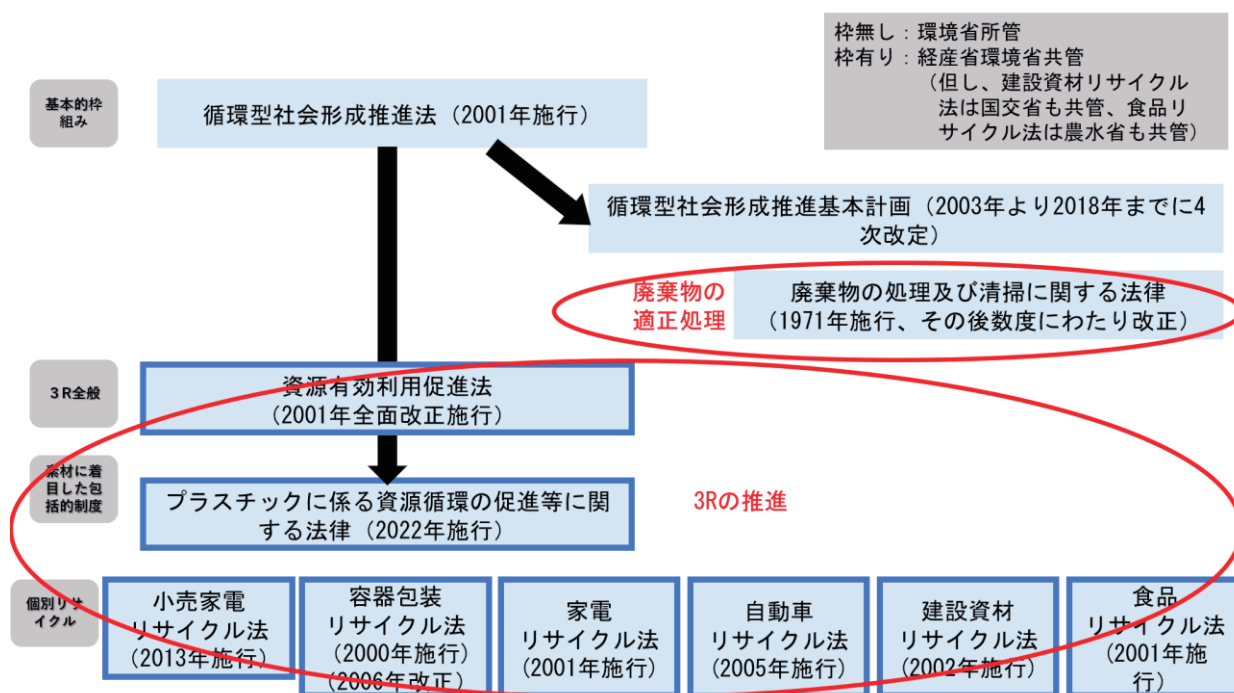 枠無し：環境省所管
枠有り：経産省環境省共管
（但し、建設資材リサイクル
法は国交省も共管、食品リ
サイクル法は農水省も共管）
基本的枠
組み
循環型社会形成推進法（2001年施行）
循環型社会形成推進基本計画（2003年より2018年までに4
次改定）
廃棄物の
適正処理
廃棄物の処理及び清掃に関する法律
（1971年施行、その後数度にわたり改正）
３R全般
資源有効利用促進法
（2001年全面改正施行）
素材に着
目した包
括的制度
プラスチックに係る資源循環の促進等に関
する法律（2022年施行）
3Rの推進
個別リサ
イクル
小売家電
リサイクル法
（2013年施行）
容器包装
リサイクル法
（2000年施行）
（2006年改正）
家電
リサイクル法
（2001年施行）
自動車
リサイクル法
（2005年施行）
建設資材
リサイクル法
（2002年施行）
食品
リサイクル法
（2001年施
行）